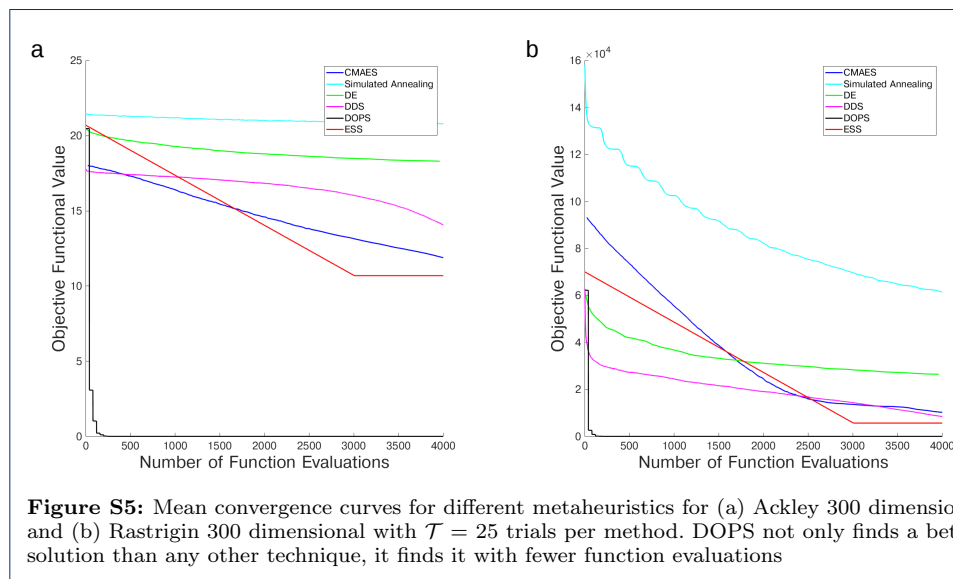 a
25
20
15
10
5
0
Objective Functional Value
0 500 1000 1500 2000 2500 3000 3500 4000
Number of Function Evaluations
CMAES
Simulated Annealing
DE
DDS
DOPS
ESS
b
×10⁴
16
14
12
10
8
6
4
2
0
Objective Functional Value
0 500 1000 1500 2000 2500 3000 3500 4000
Number of Function Evaluations
CMAES
Simulated Annealing
DE
DDS
DOPS
ESS
Figure S5: Mean convergence curves for different metaheuristics for (a) Ackley 300 dimensio
and (b) Rastrigin 300 dimensional with 𝒯 = 25 trials per method. DOPS not only finds a bet
solution than any other technique, it finds it with fewer function evaluations